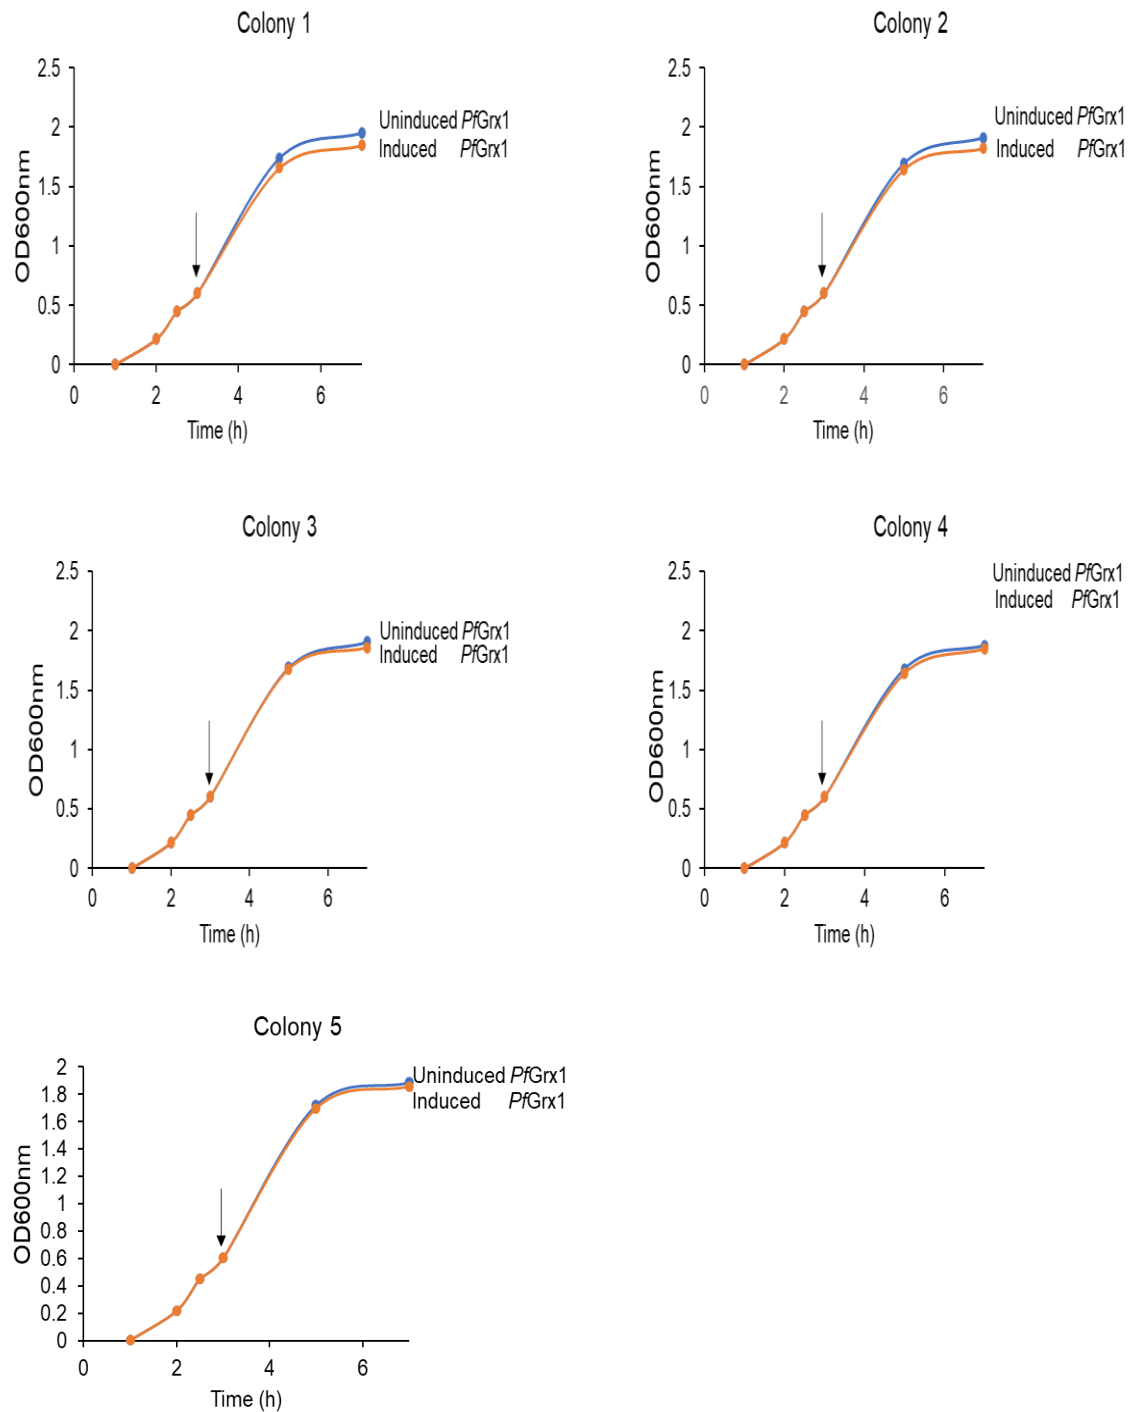 Colony 1
2.5
2
1.5
1
0.5
0
0 2 4 6
OD600nm
Time (h)
Uninduced PfGrx1
Induced PfGrx1
Colony 2
2.5
2
1.5
1
0.5
0
0 2 4 6
OD600nm
Time (h)
Uninduced PfGrx1
Induced PfGrx1
Colony 3
2.5
2
1.5
1
0.5
0
0 2 4 6
OD600nm
Time (h)
Uninduced PfGrx1
Induced PfGrx1
Colony 4
2.5
2
1.5
1
0.5
0
0 2 4 6
OD600nm
Time (h)
Uninduced PfGrx1
Induced PfGrx1
Colony 5
2
1.8
1.6
1.4
1.2
1
0.8
0.6
0.4
0.2
0
0 2 4 6
OD600nm
Time (h)
Uninduced PfGrx1
Induced PfGrx1